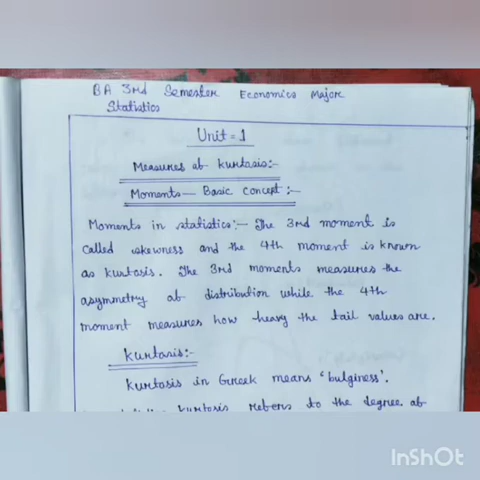 BA 3rd Semester Economics Major
Statistics
Unit = 1
Measures of kurtosis:-
Moments — Basic Concept :-
Moments in statistics:- The 3rd moment is
called skewness and the 4th moment is known
as kurtosis. The 3rd moments measures the
asymmetry of distribution while the 4th
moment measures how heavy the tail values are.
Kurtosis:-
Kurtosis in Greek means 'bulginess'.
kurtosis refers to the degree of
InShOt